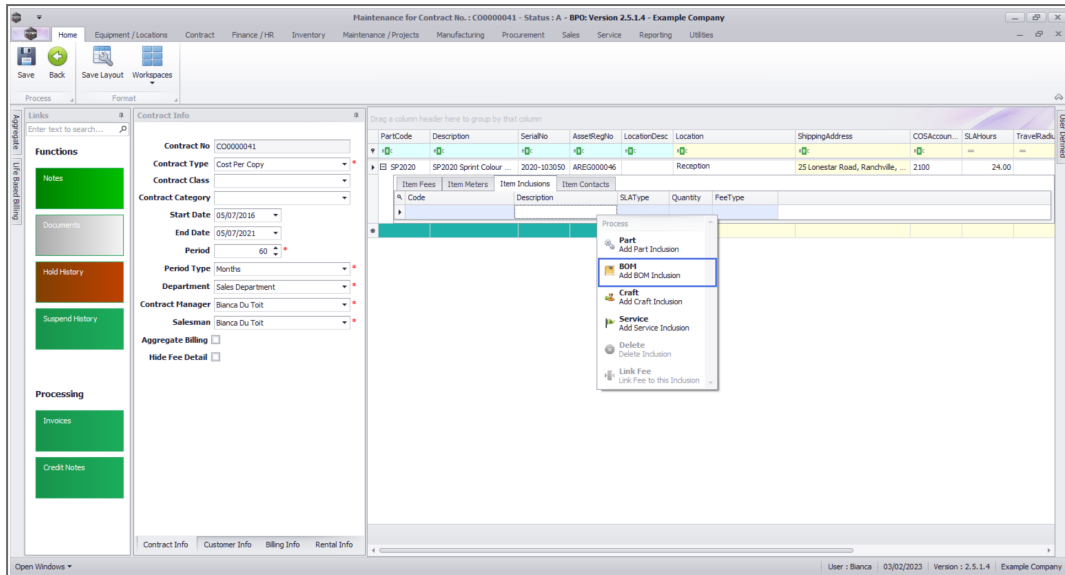 Maintenance for Contract No. : CO0000041 - Status : A - BPO: Version 2.5.1.4 - Example Company
Home Equipment / Locations Contract Finance / HR Inventory Maintenance / Projects Manufacturing Procurement Sales Service Reporting Utilities
Save Back Save Layout Workspaces
Process Format
Aggregate
Life Based Billing
Links
Enter text to search...
Functions
Notes
Documents
Hold History
Suspend History
Processing
Invoices
Credit Notes
Contract Info
Contract No CO0000041
Contract Type Cost Per Copy *
Contract Class
Contract Category
Start Date 05/07/2016
End Date 05/07/2021
Period 60 *
Period Type Months *
Department Sales Department *
Contract Manager Bianca Du Toit *
Salesman Bianca Du Toit *
Aggregate Billing
Hide Fee Detail
Contract Info Customer Info Billing Info Rental Info
Drag a column header here to group by that column
PartCode Description SerialNo AssetRegNo LocationDesc Location ShippingAddress COSAccoun... SLAHours TravelRadiu
= =
SP2020 SP2020 Sprint Colour ... 2020-103050 AREG000046 Reception 25 Lonestar Road, Ranchville, ... 2100 24.00
Item Fees Item Meters Item Inclusions Item Contacts
Code Description SLAType Quantity FeeType
Process
Part
Add Part Inclusion
BOM
Add BOM Inclusion
Craft
Add Craft Inclusion
Service
Add Service Inclusion
Delete
Delete Inclusion
Link Fee
Link Fee to this Inclusion
User Defined
Open Windows
User : Bianca 03/02/2023 Version : 2.5.1.4 Example Company